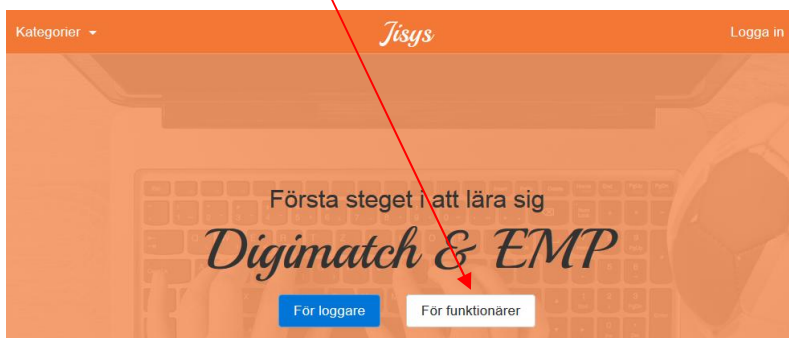 Kategorier
Jisys
Logga in
Första steget i att lära sig
Digimatch & EMP
För loggare
För funktionärer